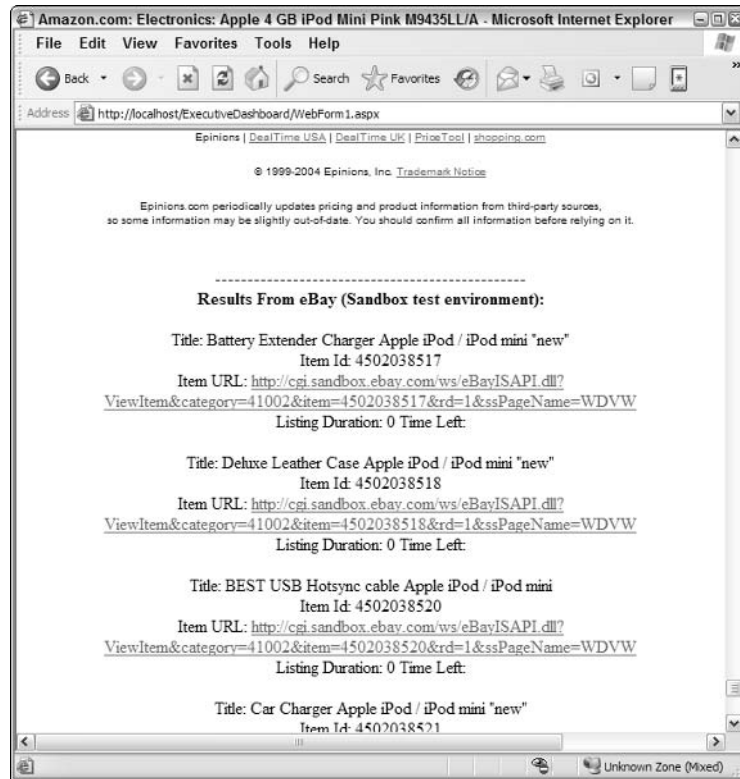 Amazon.com: Electronics: Apple 4 GB iPod Mini Pink M9435LL/A - Microsoft Internet Explorer
File Edit View Favorites Tools Help
Back Search Favorites »
Address http://localhost/ExecutiveDashboard/WebForm1.aspx
Epinions | DealTime USA | DealTime UK | PriceTool | shopping.com
© 1999-2004 Epinions, Inc. Trademark Notice
Epinions.com periodically updates pricing and product information from third-party sources,
so some information may be slightly out-of-date. You should confirm all information before relying on it.
------------------------------------------------
Results From eBay (Sandbox test environment):
Title: Battery Extender Charger Apple iPod / iPod mini "new"
Item Id: 4502038517
Item URL: http://cgi.sandbox.ebay.com/ws/eBayISAPI.dll?
ViewItem&category=41002&item=4502038517&rd=1&ssPageName=WDVW
Listing Duration: 0 Time Left:
Title: Deluxe Leather Case Apple iPod / iPod mini "new"
Item Id: 4502038518
Item URL: http://cgi.sandbox.ebay.com/ws/eBayISAPI.dll?
ViewItem&category=41002&item=4502038518&rd=1&ssPageName=WDVW
Listing Duration: 0 Time Left:
Title: BEST USB Hotsync cable Apple iPod / iPod mini
Item Id: 4502038520
Item URL: http://cgi.sandbox.ebay.com/ws/eBayISAPI.dll?
ViewItem&category=41002&item=4502038520&rd=1&ssPageName=WDVW
Listing Duration: 0 Time Left:
Title: Car Charger Apple iPod / iPod mini "new"
Item Id: 4502038521
Unknown Zone (Mixed)